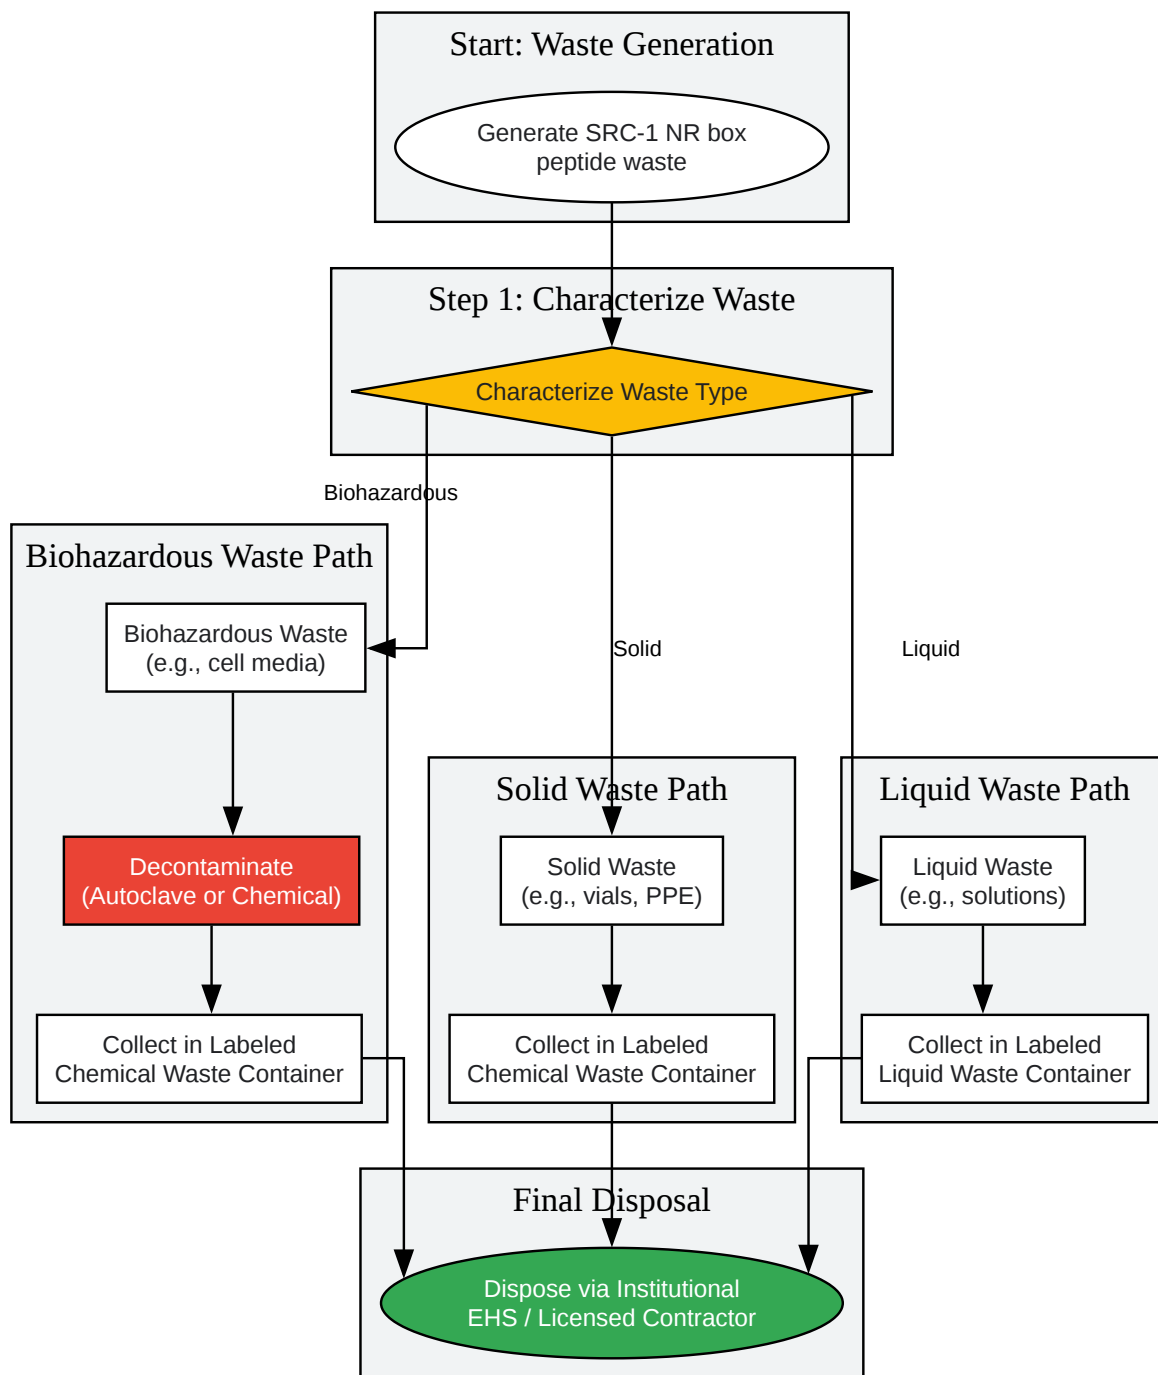 Start: Waste Generation
Generate SRC-1 NR box
peptide waste
Step 1: Characterize Waste
Characterize Waste Type
Biohazardous
Solid
Liquid
Biohazardous Waste Path
Biohazardous Waste
(e.g., cell media)
Decontaminate
(Autoclave or Chemical)
Collect in Labeled
Chemical Waste Container
Solid Waste Path
Solid Waste
(e.g., vials, PPE)
Collect in Labeled
Chemical Waste Container
Liquid Waste Path
Liquid Waste
(e.g., solutions)
Collect in Labeled
Liquid Waste Container
Final Disposal
Dispose via Institutional
EHS / Licensed Contractor